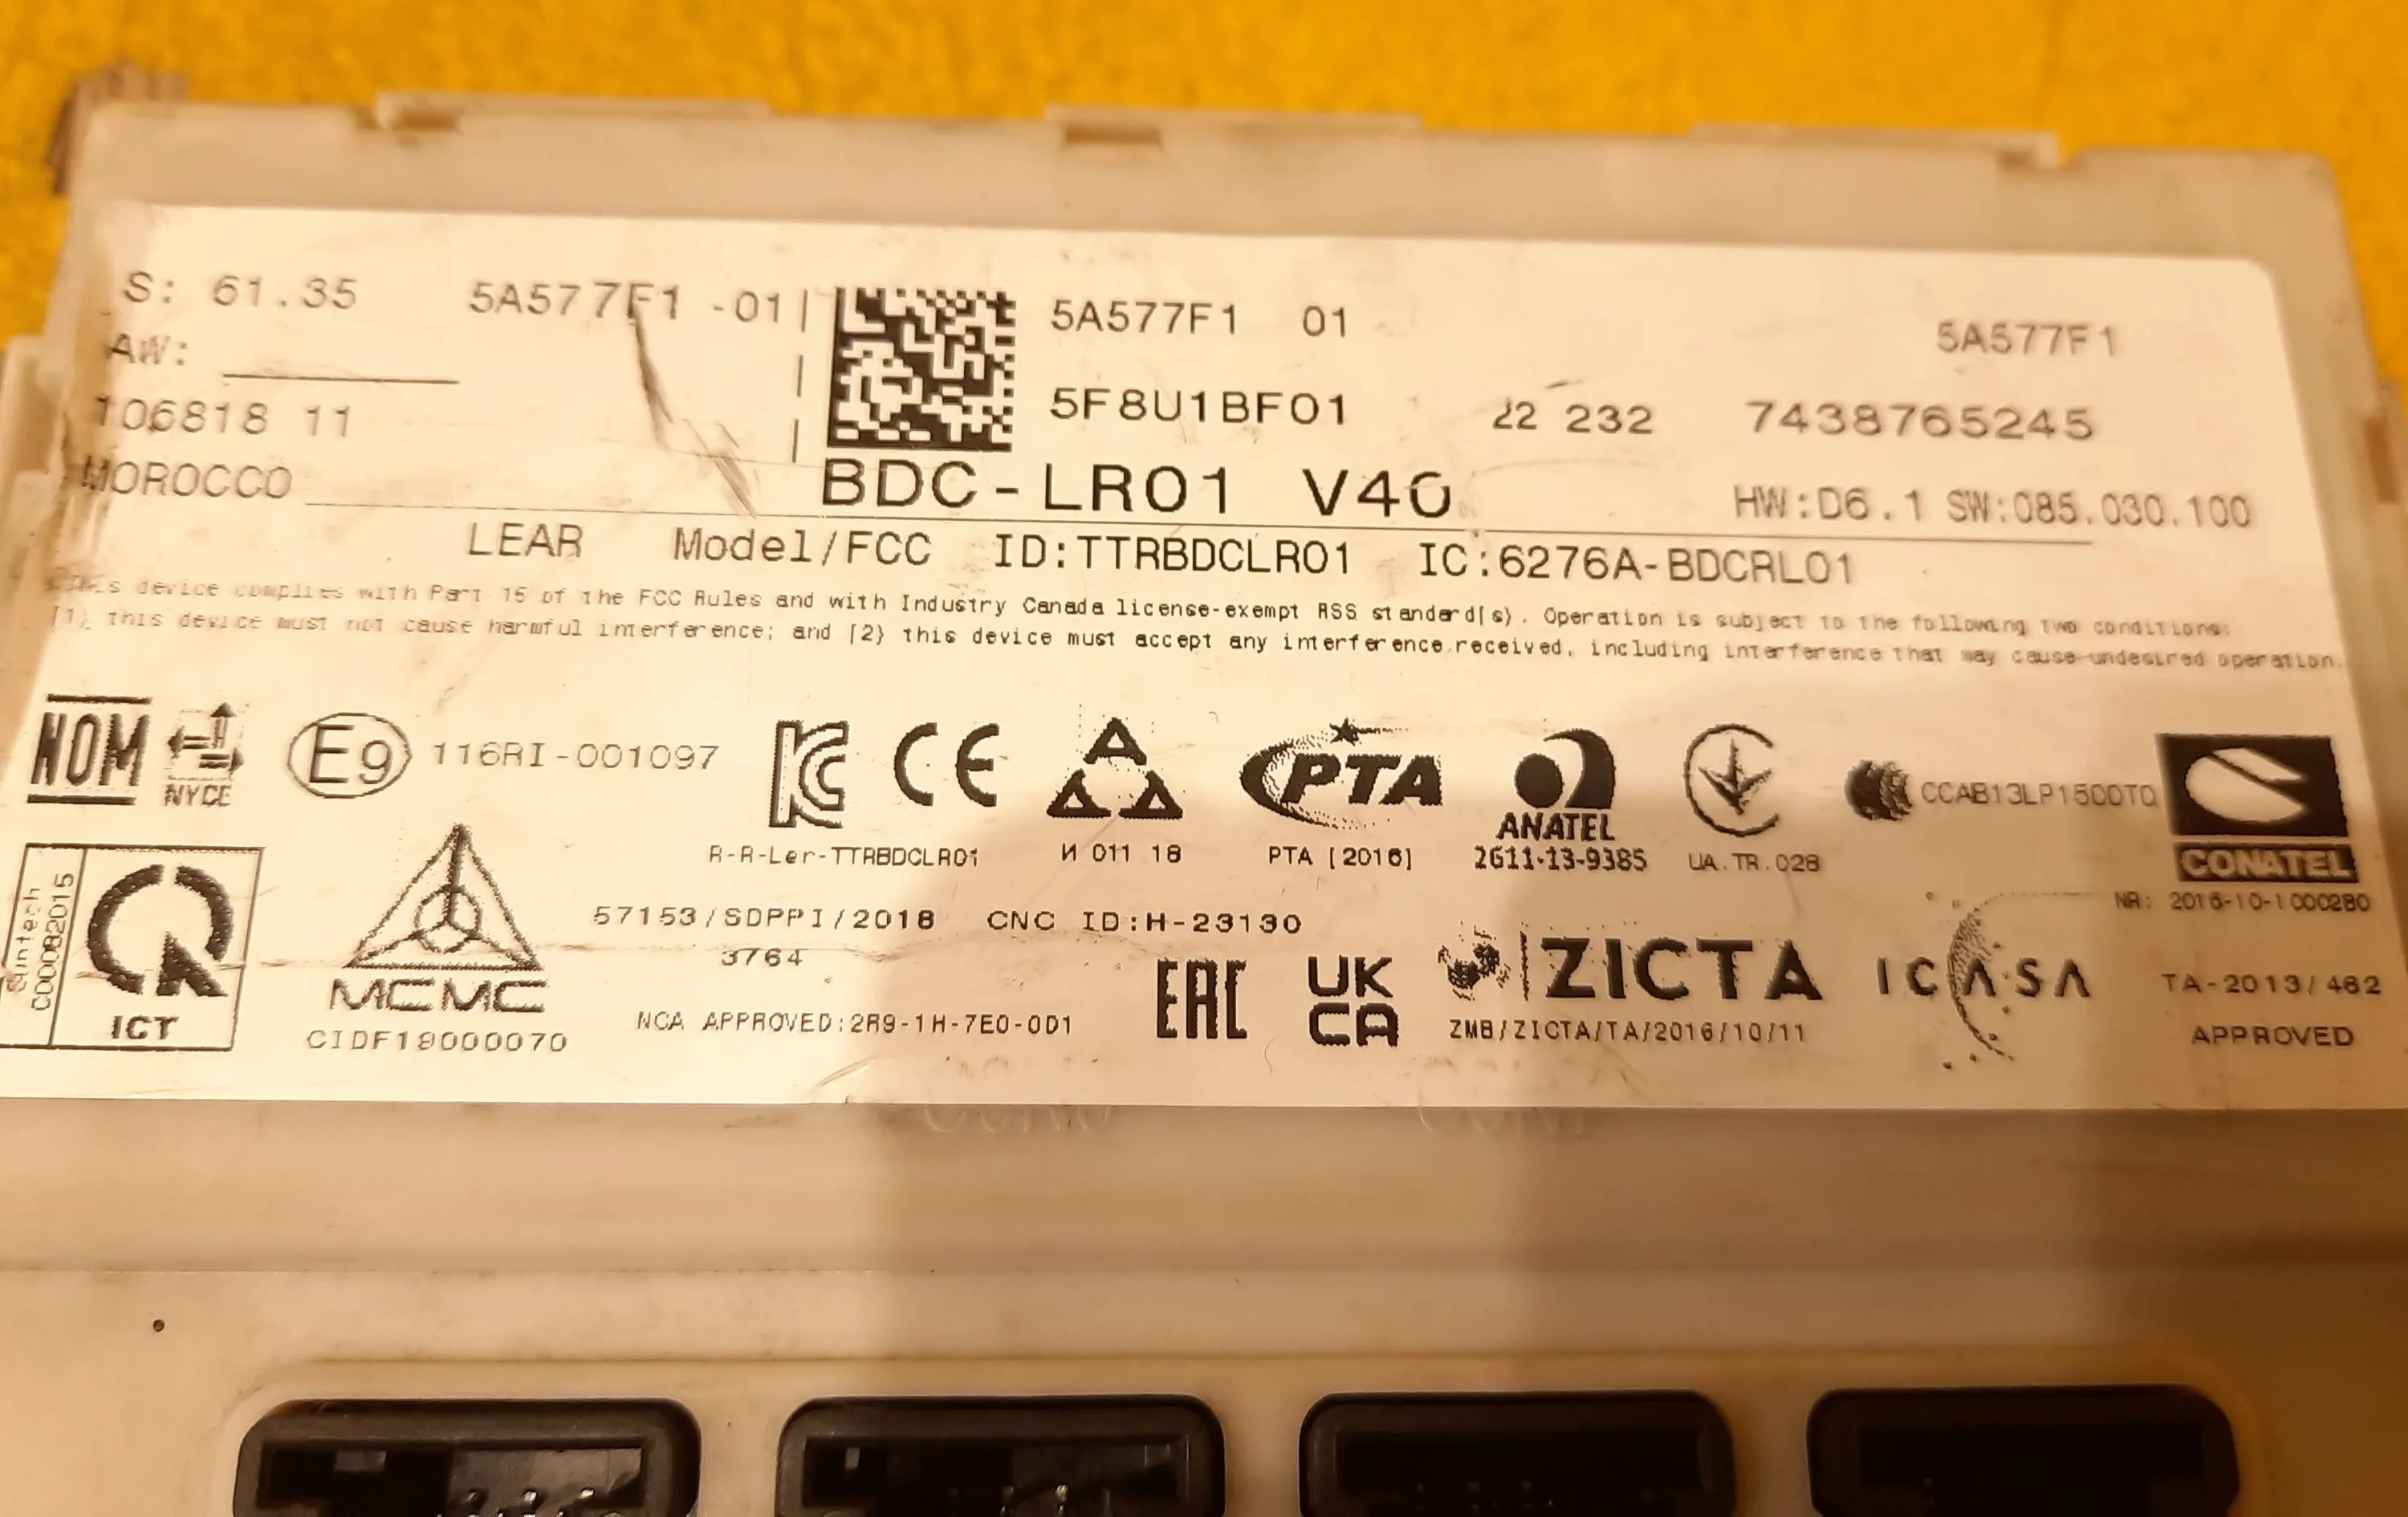 S: 61.35 5A577F1 -01 5A577F1 01 5A577F1
AW:
106818 11 5F8U1BF01 22 232 7438765245
MOROCCO BDC-LR01 V40 HW:D6.1 SW:085.030.100
LEAR Model/FCC ID:TTRBDCLR01 IC:6276A-BDCRL01
This device complies with Part 15 of the FCC Rules and with Industry Canada license-exempt RSS standard(s). Operation is subject to the following two conditions:
(1) this device must not cause harmful interference; and (2) this device must accept any interference received, including interference that may cause undesired operation.
NOM NYCE E9 116RI-001097 CE PTA ANATEL CCAB13LP1500T0 CONATEL
R-R-Ler-TTRBDCLR01 И 011 18 PTA [2016] 2611-13-9385 UA.TR.028
NR: 2016-10-1000280
Suntech
CDD0082015
ICT
MCMC
CIDF19000070
57153/SDPPI/2018 CNC ID:H-23130
3764
NCA APPROVED:2R9-1H-7E0-0D1
EAC UK CA ZICTA ICASA TA-2013/462
ZMB/ZICTA/TA/2016/10/11 APPROVED